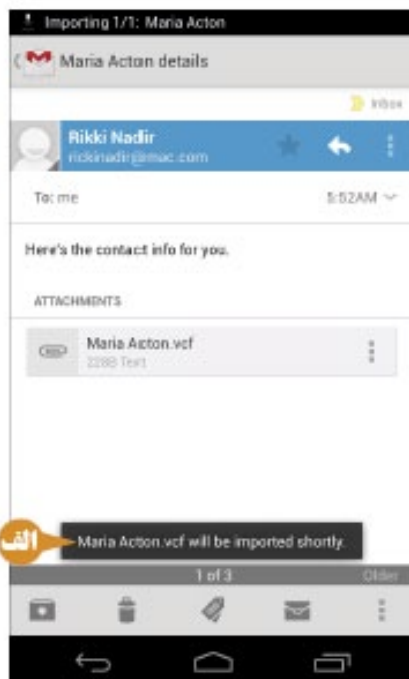 Importing 1/1: Maria Acton
Maria Acton details
Inbox
Rikki Nadir
rickinadir@mac.com
To: me
5:52AM
Here's the contact info for you.
ATTACHMENTS
Maria Acton.vcf
228B Text
الف
Maria Acton.vcf will be imported shortly.
1 of 3
Older